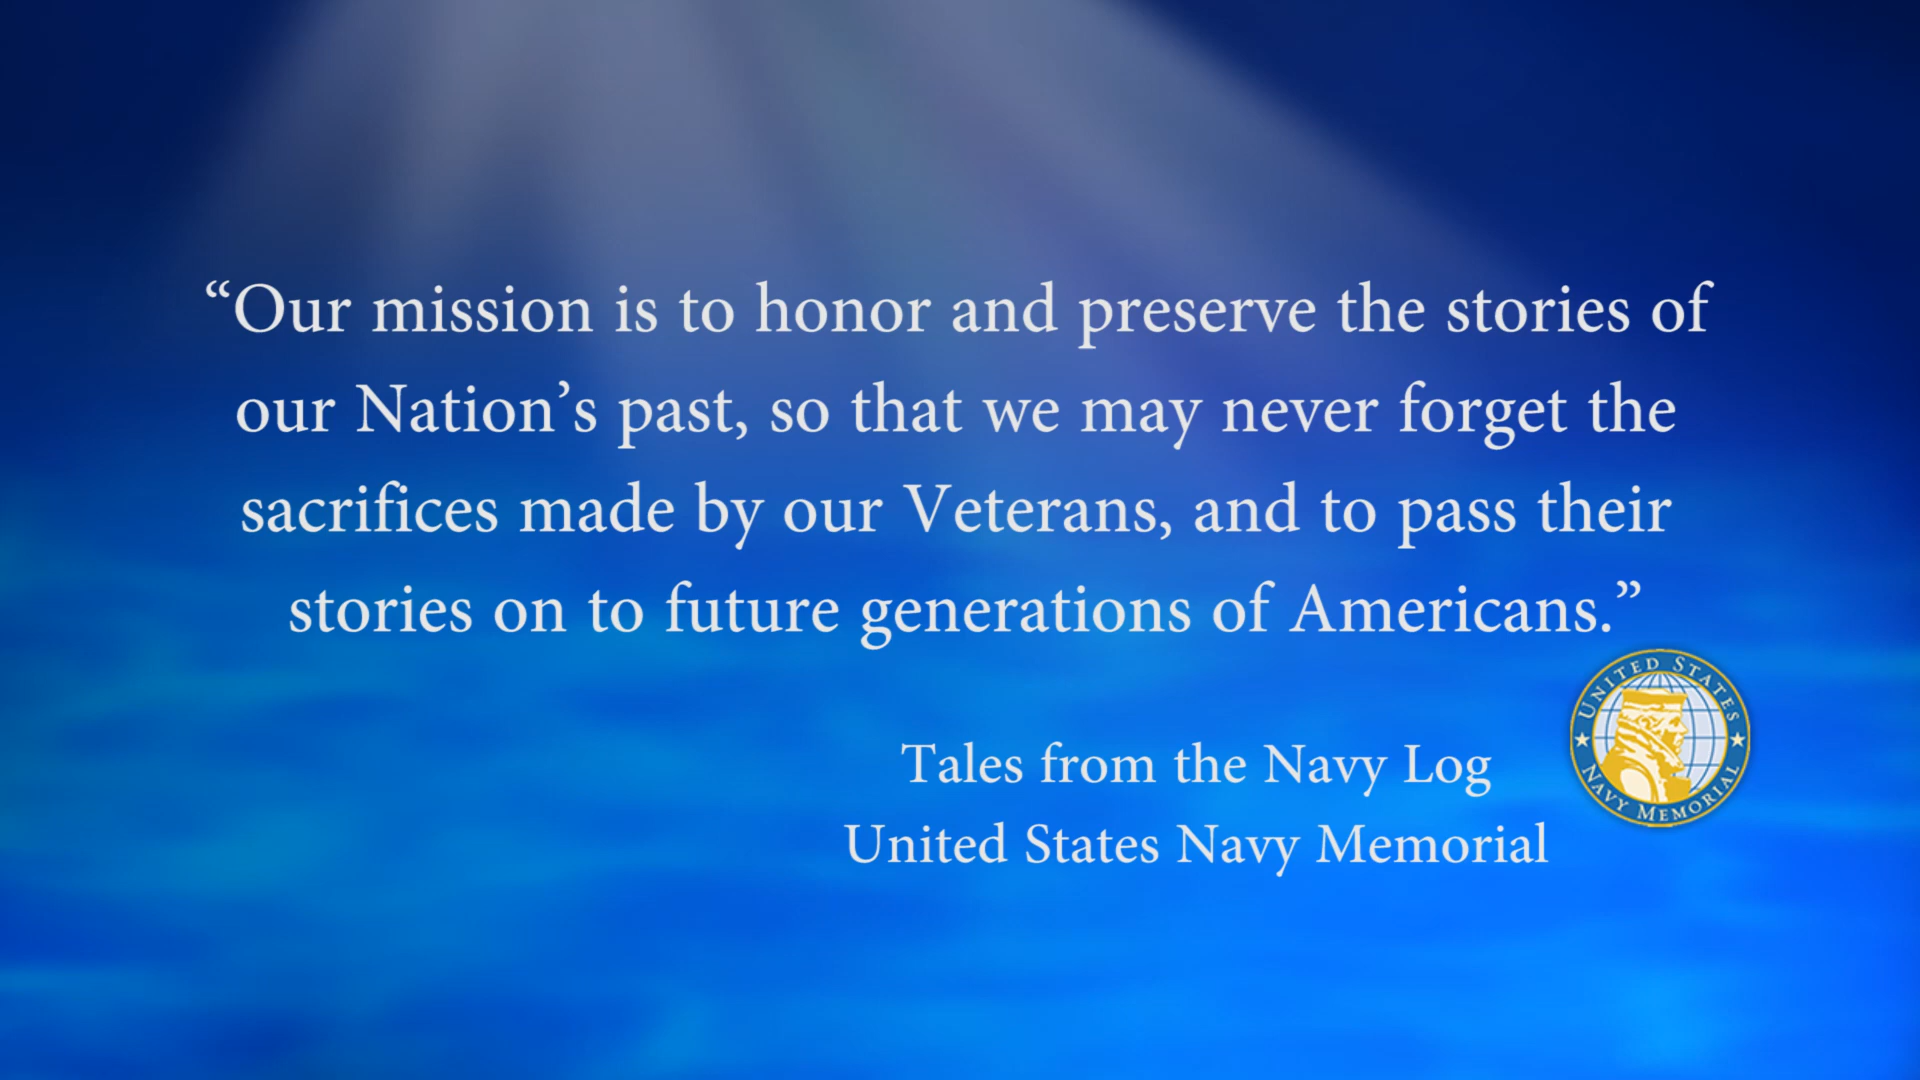 “Our mission is to honor and preserve the stories of
our Nation’s past, so that we may never forget the
sacrifices made by our Veterans, and to pass their
stories on to future generations of Americans.”
Tales from the Navy Log
United States Navy Memorial
UNITED STATES
NAVY MEMORIAL